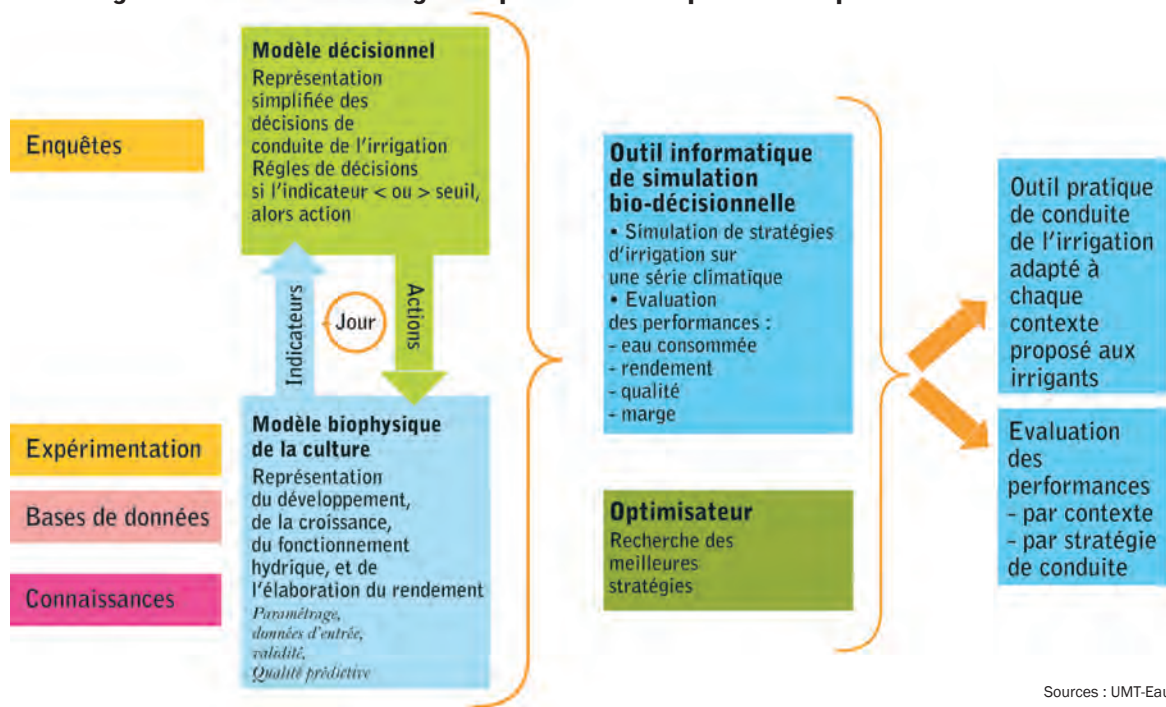 Enquêtes
Expérimentation
Bases de données
Connaissances
Modèle décisionnel
Représentation
simplifiée des
décisions de
conduite de l'irrigation
Régles de décisions
si l'indicateur < ou > seuil,
alors action
Indicateurs
Jour
Actions
Modèle biophysique
de la culture
Représentation
du développement,
de la croissance,
du fonctionnement
hydrique, et de
l'élaboration du rendement
Paramétrage,
données d'entrée,
validité,
Qualité prédictive
Outil informatique
de simulation
bio-décisionnelle
• Simulation de stratégies
d'irrigation sur
une série climatique
• Evaluation
des performances :
- eau consommée
- rendement
- qualité
- marge
Optimisateur
Recherche des
meilleures
stratégies
Outil pratique
de conduite
de l'irrigation
adapté à
chaque
contexte
proposé aux
irrigants
Evaluation
des
performances
- par contexte
- par stratégie
de conduite
Sources : UMT-Eau